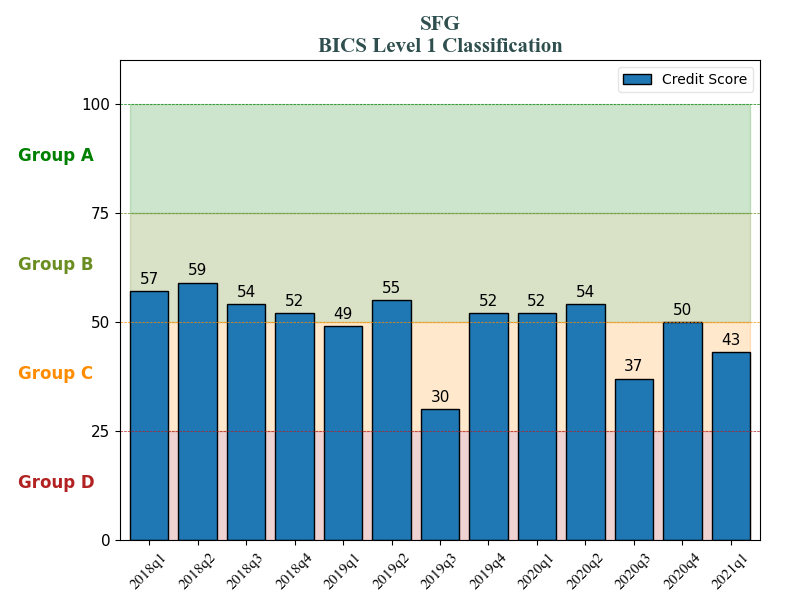 SFG
BICS Level 1 Classification
Credit Score
100
Group A
75
Group B
57
59
54
52
49
55
30
52
52
54
37
50
43
50
Group C
25
Group D
0
2018q1
2018q2
2018q3
2018q4
2019q1
2019q2
2019q3
2019q4
2020q1
2020q2
2020q3
2020q4
2021q1